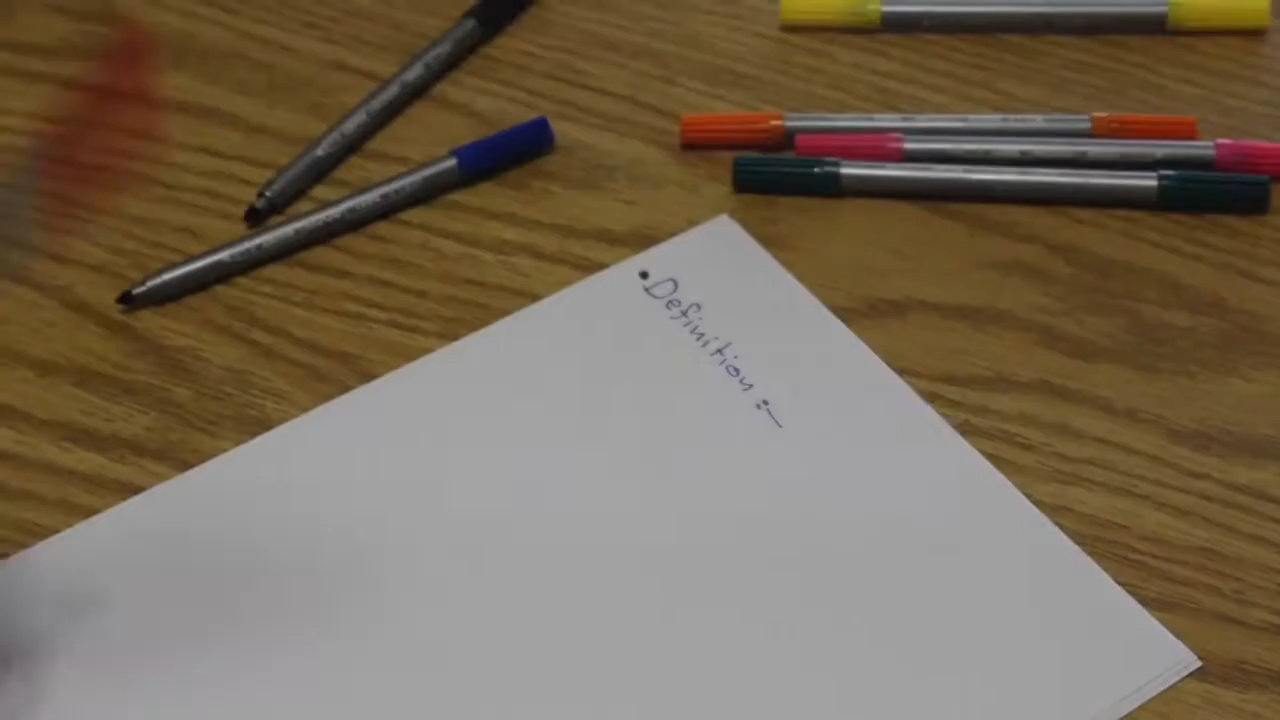 • Definition :-